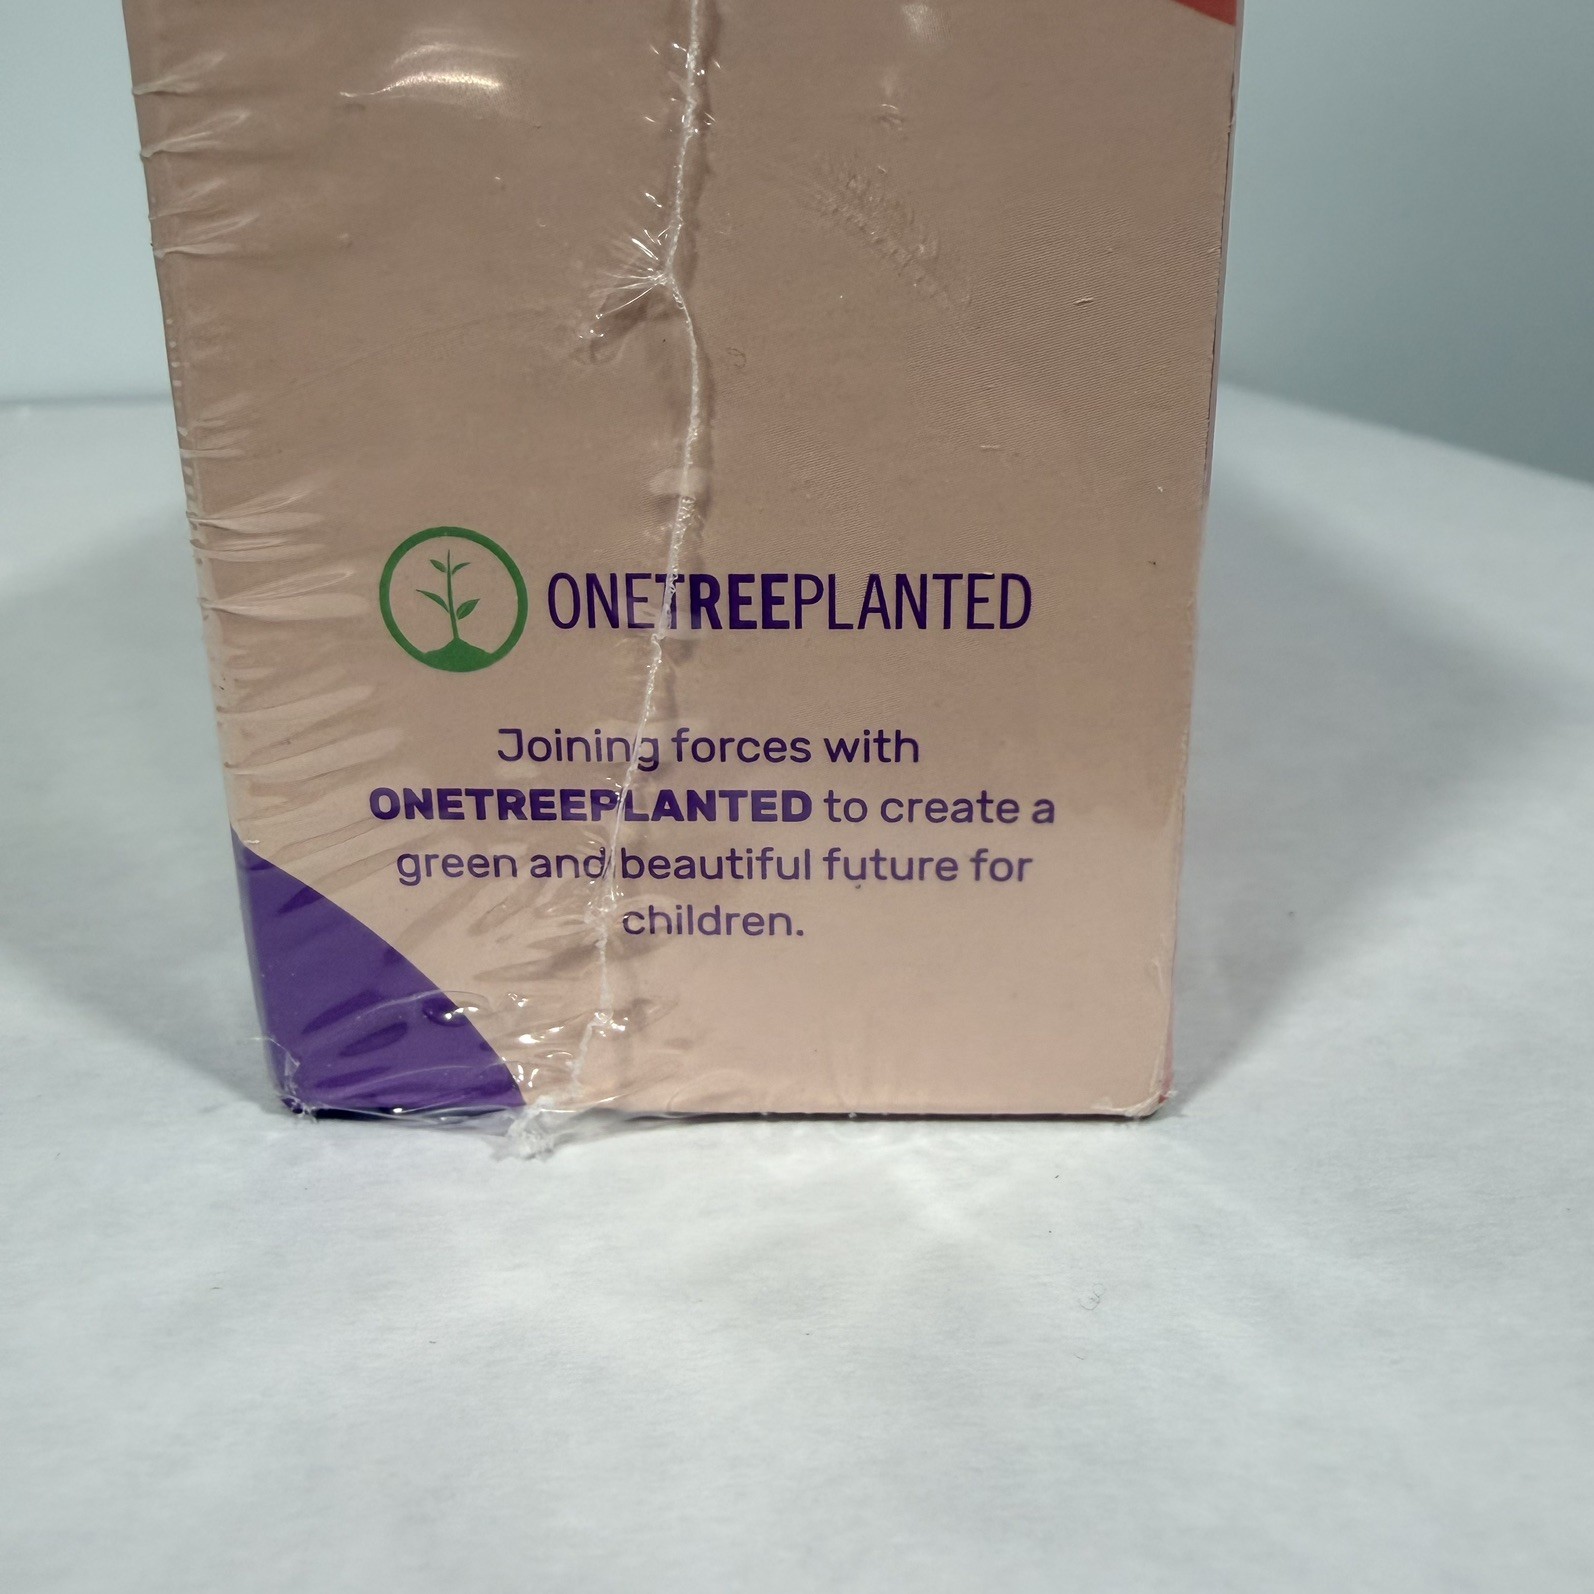 ONETREEPLANTED
Joining forces with
ONETREEPLANTED to create a
green and beautiful future for
children.